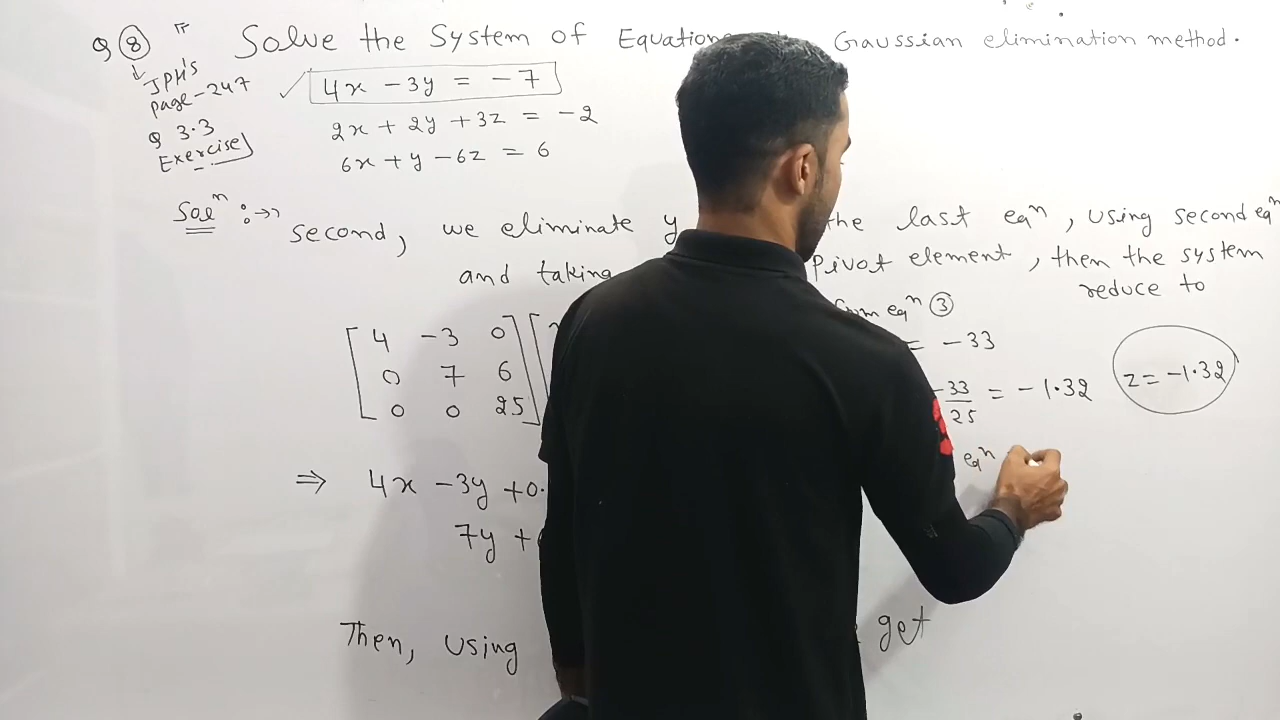 Q ⑧ Solve the System of Equation Gaussian elimination method.
JPH's
page-247
Q 3.3
Exercise
4x - 3y = -7
2x + 2y + 3z = -2
6x + y - 6z = 6
Solⁿ :→
second, we eliminate y the last eqⁿ, using second eqⁿ
and taking pivot element, then the system
reduce to
[4 -3 0]
[0 7 6]
[0 0 25]
⇒ 4x - 3y + 0.
7y +
from eqⁿ ③
= -33
-33/25 = -1.32
z = -1.32
eqⁿ
Then, using get